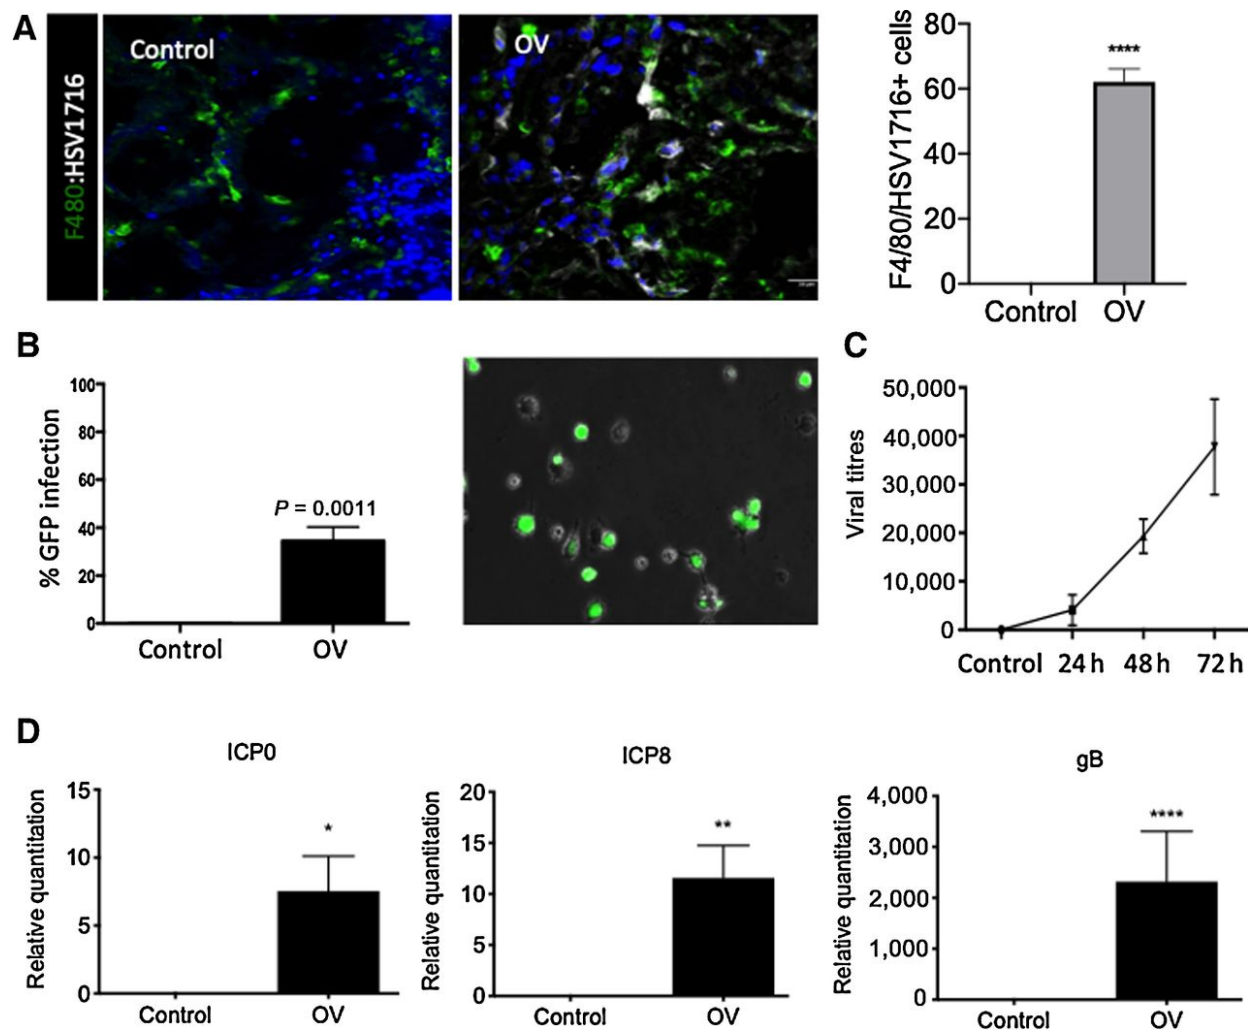 A
F480:HSV1716
Control
OV
F4/80/HSV1716+ cells
80
60
40
20
0
****
Control
OV
B
% GFP infection
100
80
60
40
20
0
P = 0.0011
Control
OV
C
Viral titres
50,000
40,000
30,000
20,000
10,000
0
Control
24 h
48 h
72 h
D
ICP0
Relative quantitation
15
10
5
0
*
Control
OV
ICP8
Relative quantitation
20
15
10
5
0
**
Control
OV
gB
Relative quantitation
4,000
3,000
2,000
1,000
0
****
Control
OV